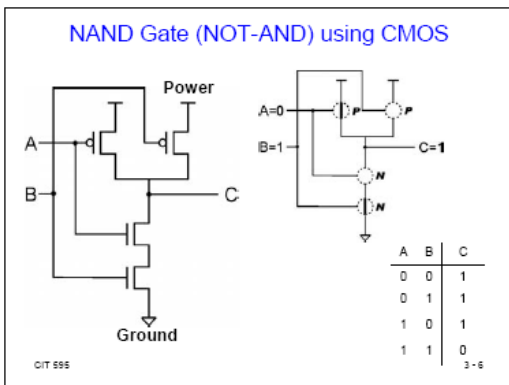 NAND Gate (NOT-AND) using CMOS
Power
A
B
C
Ground
A=0
P
P
B=1
C=1
N
N
A B C
0 0 1
0 1 1
1 0 1
1 1 0
CIT 595
3 - 6